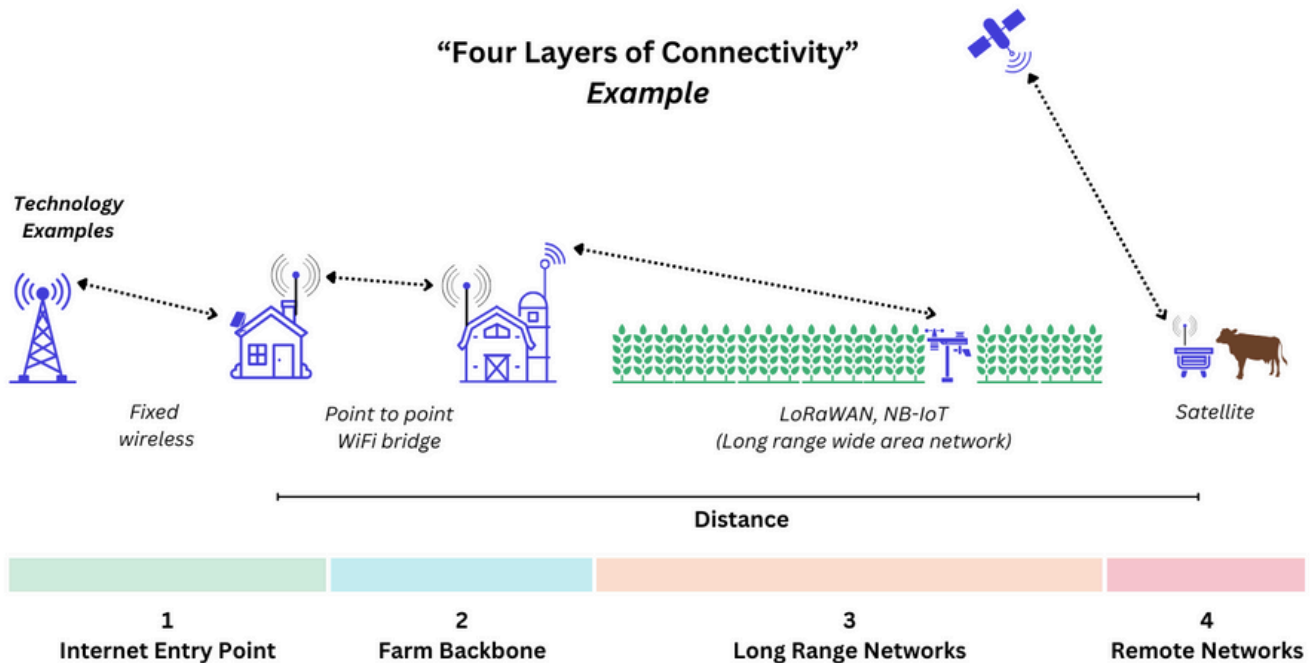 “Four Layers of Connectivity”
Example
Technology
Examples
Fixed
wireless
Point to point
WiFi bridge
LoRaWAN, NB-IoT
(Long range wide area network)
Satellite
Distance
1
Internet Entry Point
2
Farm Backbone
3
Long Range Networks
4
Remote Networks